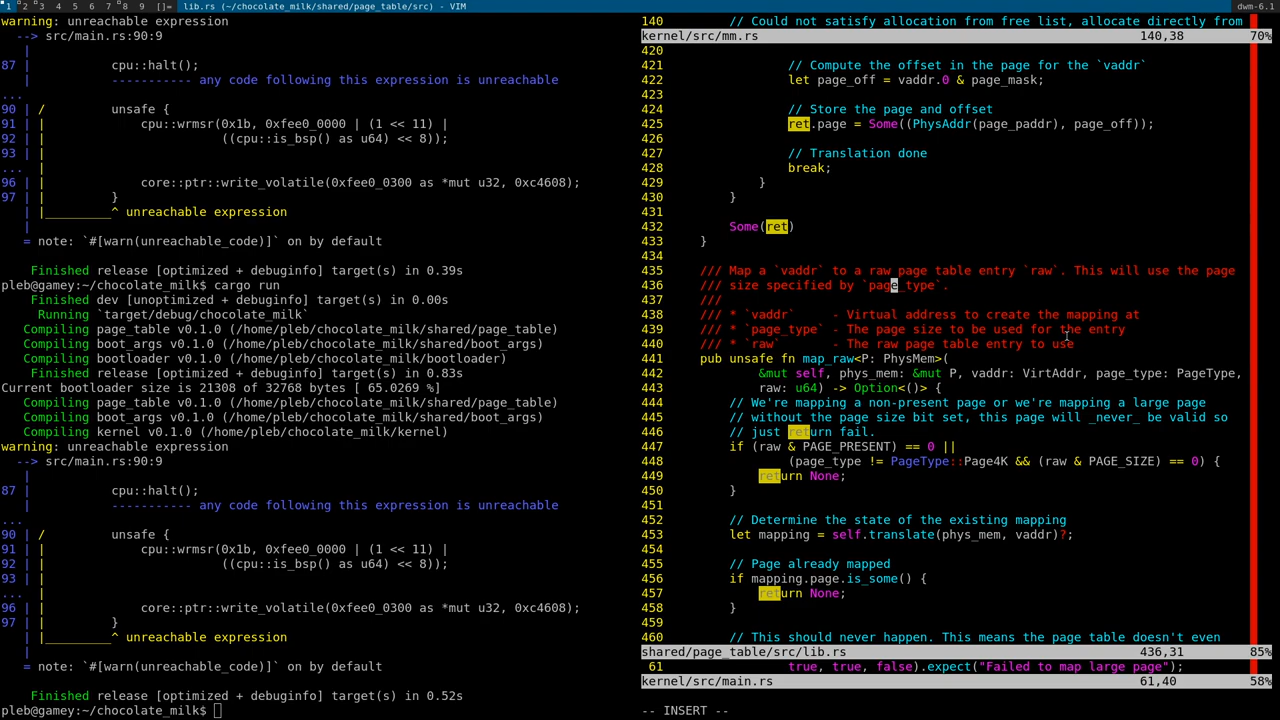 1 2 3 4 5 6 7 8 9 []= lib.rs (~/chocolate_milk/shared/page_table/src) - VIM dwm-6.1
warning: unreachable expression
  --> src/main.rs:90:9
   |
87 |         cpu::halt();
   |         ----------- any code following this expression is unreachable
...
90 | /         unsafe {
91 | |             cpu::wrmsr(0x1b, 0xfee0_0000 | (1 << 11) |
92 | |                        ((cpu::is_bsp() as u64) << 8));
93 | |
... |
96 | |             core::ptr::write_volatile(0xfee0_0300 as *mut u32, 0xc4608);
97 | |         }
   | |_________^ unreachable expression
   |
   = note: `#[warn(unreachable_code)]` on by default

    Finished release [optimized + debuginfo] target(s) in 0.39s
pleb@gamey:~/chocolate_milk$ cargo run
    Finished dev [unoptimized + debuginfo] target(s) in 0.00s
     Running `target/debug/chocolate_milk`
   Compiling page_table v0.1.0 (/home/pleb/chocolate_milk/shared/page_table)
   Compiling boot_args v0.1.0 (/home/pleb/chocolate_milk/shared/boot_args)
   Compiling bootloader v0.1.0 (/home/pleb/chocolate_milk/bootloader)
    Finished release [optimized + debuginfo] target(s) in 0.83s
Current bootloader size is 21308 of 32768 bytes [ 65.0269 %]
   Compiling page_table v0.1.0 (/home/pleb/chocolate_milk/shared/page_table)
   Compiling boot_args v0.1.0 (/home/pleb/chocolate_milk/shared/boot_args)
   Compiling kernel v0.1.0 (/home/pleb/chocolate_milk/kernel)
warning: unreachable expression
  --> src/main.rs:90:9
   |
87 |         cpu::halt();
   |         ----------- any code following this expression is unreachable
...
90 | /         unsafe {
91 | |             cpu::wrmsr(0x1b, 0xfee0_0000 | (1 << 11) |
92 | |                        ((cpu::is_bsp() as u64) << 8));
93 | |
... |
96 | |             core::ptr::write_volatile(0xfee0_0300 as *mut u32, 0xc4608);
97 | |         }
   | |_________^ unreachable expression
   |
   = note: `#[warn(unreachable_code)]` on by default

    Finished release [optimized + debuginfo] target(s) in 0.52s
pleb@gamey:~/chocolate_milk$
140         // Could not satisfy allocation from free list, allocate directly from
kernel/src/mm.rs 140,38 70%
420
421                 // Compute the offset in the page for the `vaddr`
422                 let page_off = vaddr.0 & page_mask;
423
424                 // Store the page and offset
425                 ret.page = Some((PhysAddr(page_paddr), page_off));
426
427                 // Translation done
428                 break;
429             }
430         }
431
432         Some(ret)
433     }
434
435     /// Map a `vaddr` to a raw page table entry `raw`. This will use the page
436     /// size specified by `page_type`.
437     ///
438     /// * `vaddr`     - Virtual address to create the mapping at
439     /// * `page_type` - The page size to be used for the entry
440     /// * `raw`       - The raw page table entry to use
441     pub unsafe fn map_raw<P: PhysMem>(
442             &mut self, phys_mem: &mut P, vaddr: VirtAddr, page_type: PageType,
443             raw: u64) -> Option<()> {
444         // We're mapping a non-present page or we're mapping a large page
445         // without the page size bit set, this page will _never_ be valid so
446         // just return fail.
447         if (raw & PAGE_PRESENT) == 0 ||
448                 (page_type != PageType::Page4K && (raw & PAGE_SIZE) == 0) {
449             return None;
450         }
451
452         // Determine the state of the existing mapping
453         let mapping = self.translate(phys_mem, vaddr)?;
454
455         // Page already mapped
456         if mapping.page.is_some() {
457             return None;
458         }
459
460         // This should never happen. This means the page table doesn't even
shared/page_table/src/lib.rs 436,31 85%
61                 true, true, false).expect("Failed to map large page");
kernel/src/main.rs 61,40 58%
-- INSERT --